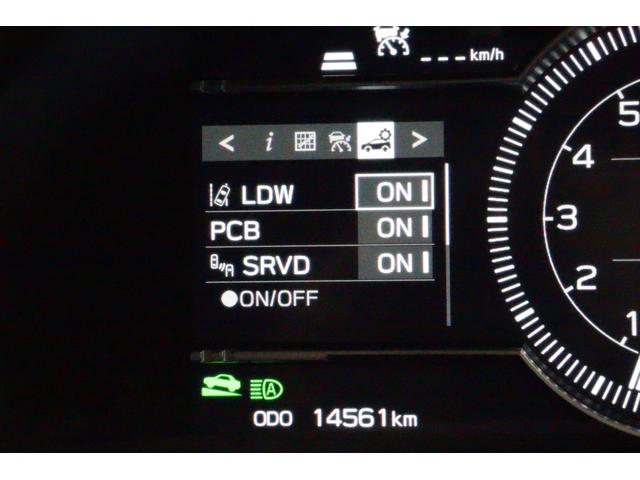 --- km/h
< i >
LDW ON
PCB ON
SRVD ON
ON/OFF
A
ODO 14561km
5
4
3
2
1